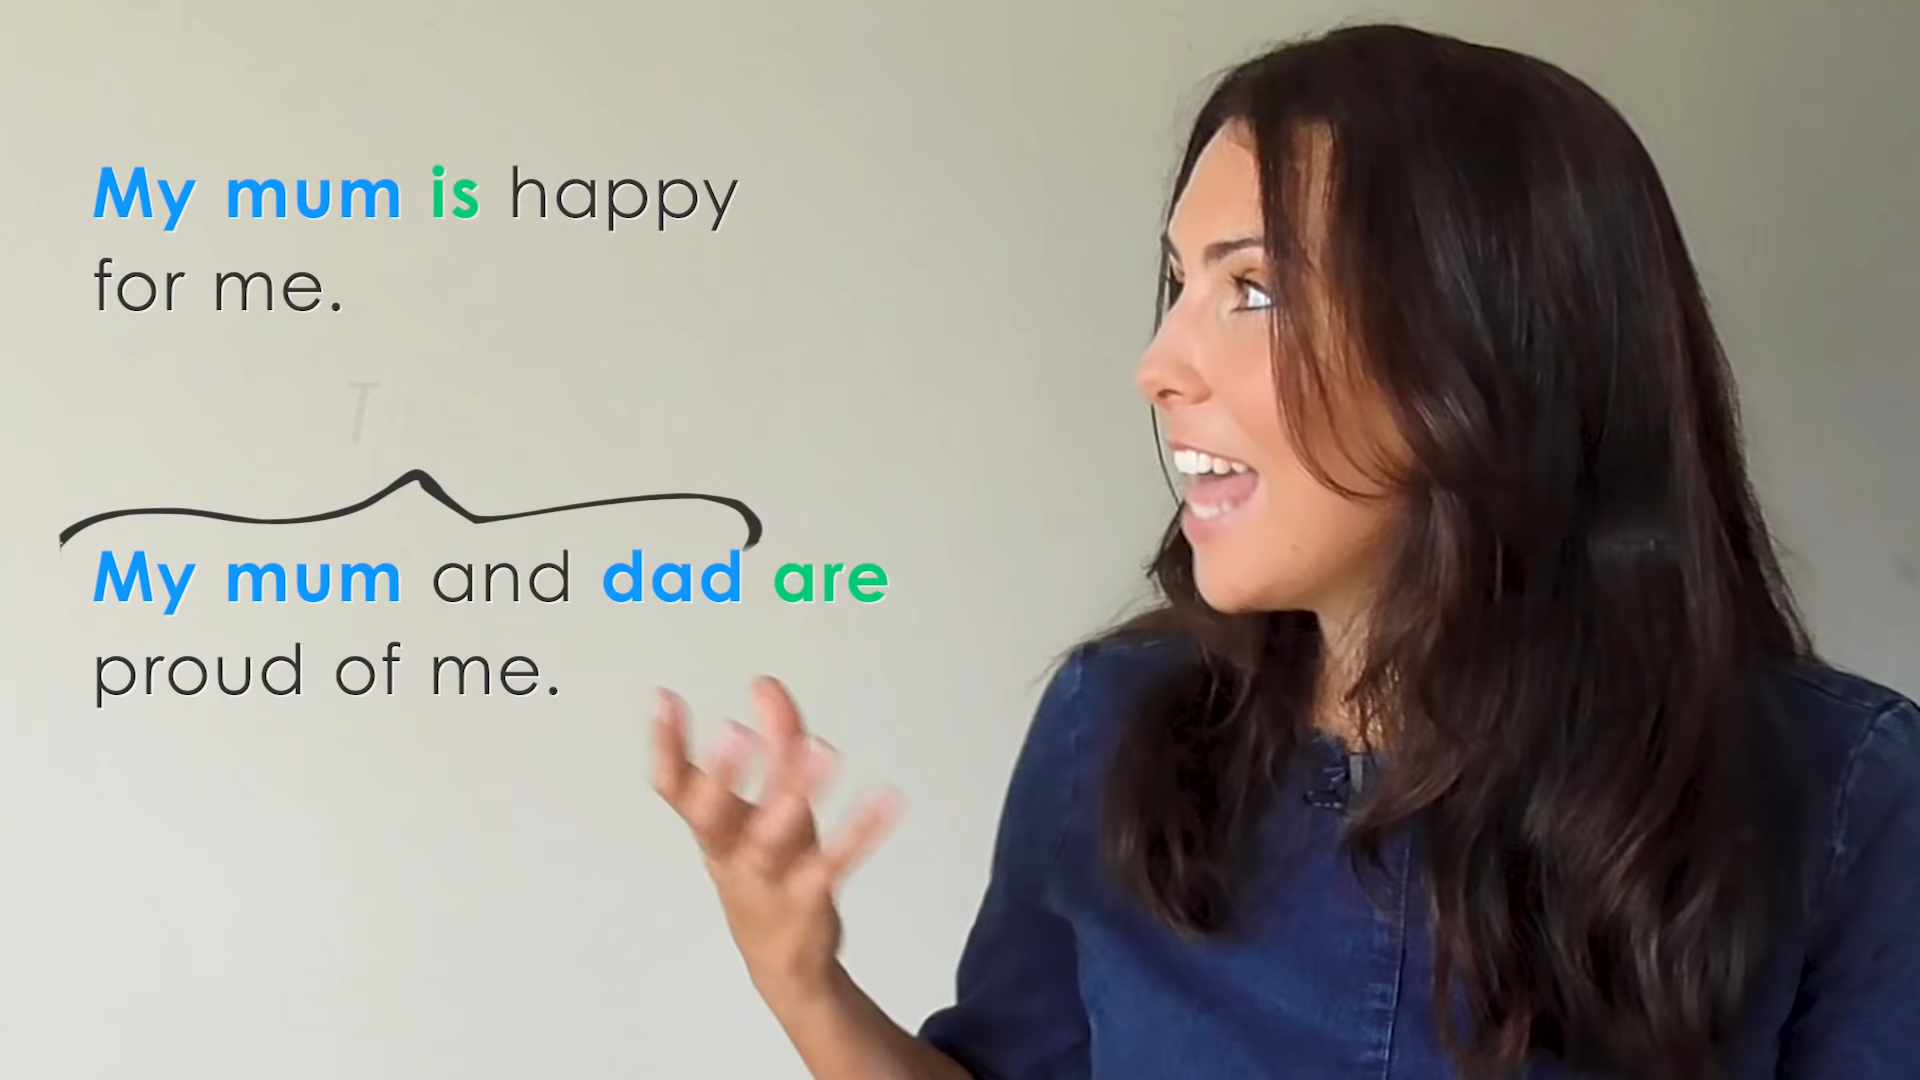 My mum is happy
for me.
My mum and dad are
proud of me.